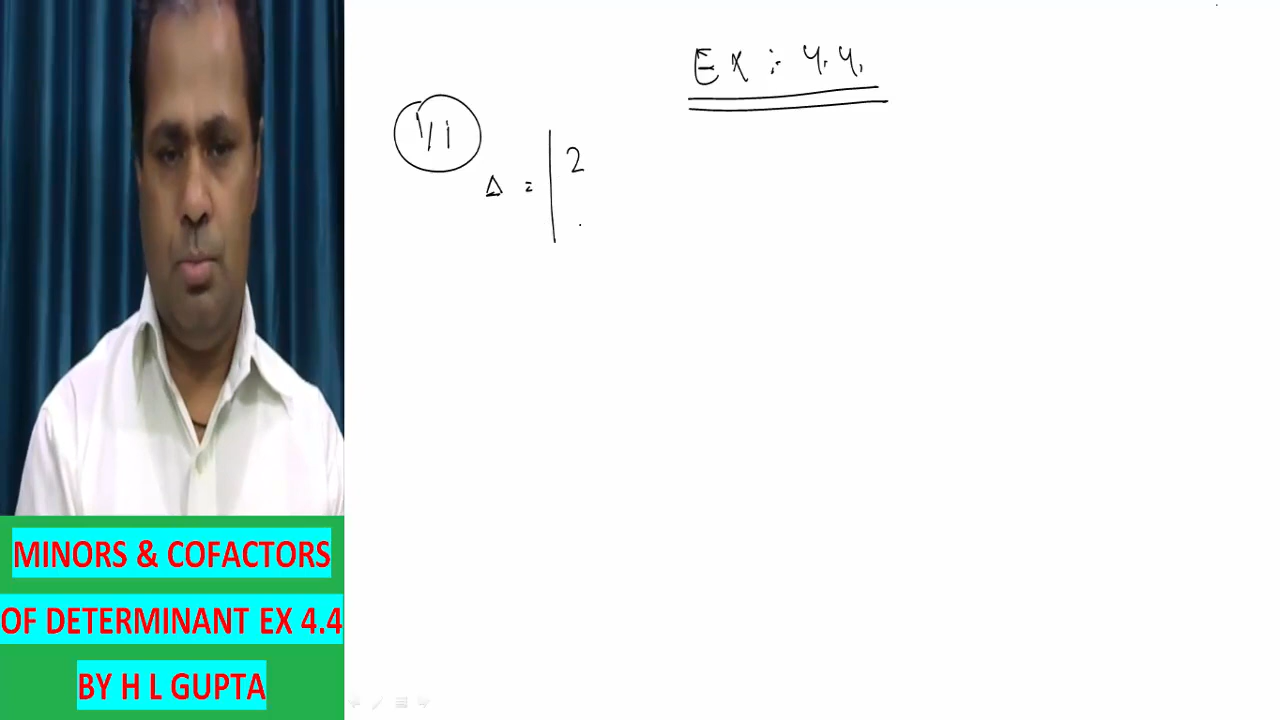 Ex :- 4.4.
1/i
Δ = | 2
MINORS & COFACTORS
OF DETERMINANT EX 4.4
BY H L GUPTA